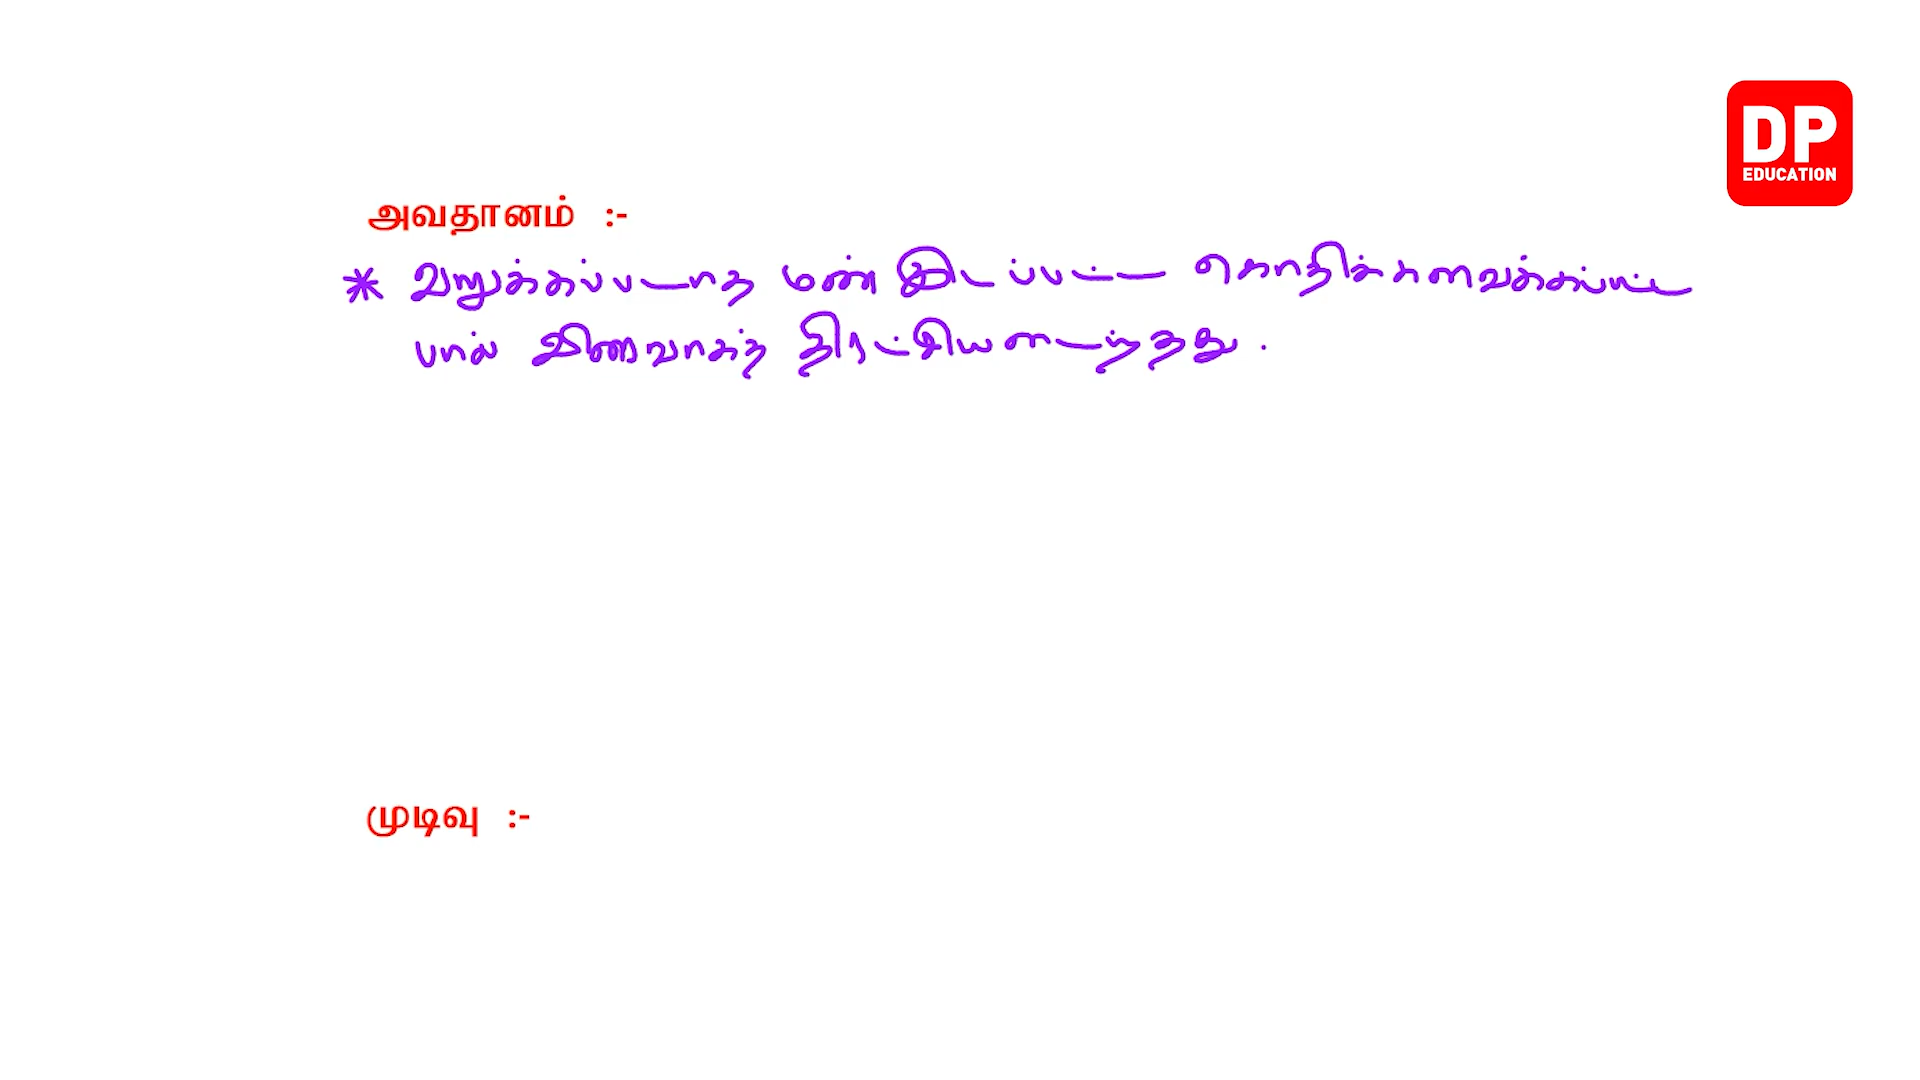 DP
EDUCATION
அவதானம் :-
* வறுக்கப்படாத மண் இடப்பட்ட கொதிக்கவைக்கப்பட்ட
பால் விரைவாகத் திரட்சியடைந்தது .
முடிவு :-